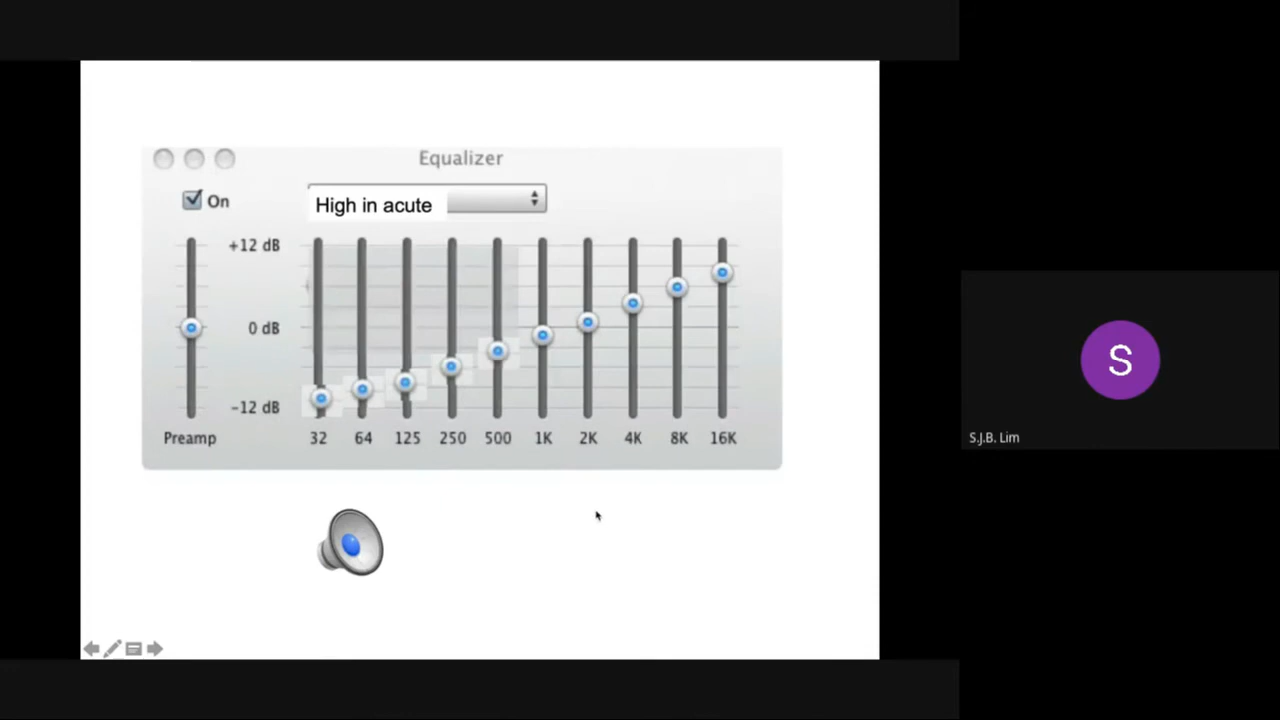 Equalizer
On
High in acute
+12 dB
0 dB
-12 dB
Preamp 32 64 125 250 500 1K 2K 4K 8K 16K
S
S.J.B. Lim